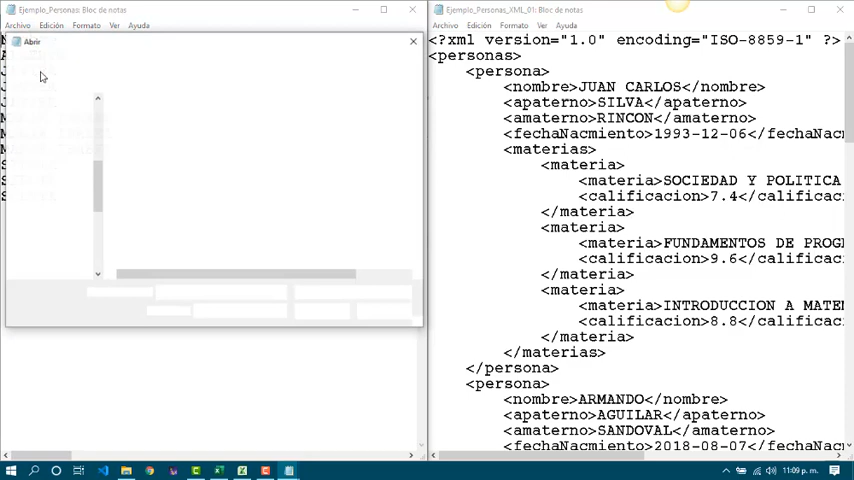 Ejemplo_Personas: Bloc de notas
Archivo Edición Formato Ver Ayuda
Abrir
Ejemplo_Personas_XML_01: Bloc de notas
Archivo Edición Formato Ver Ayuda
<?xml version="1.0" encoding="ISO-8859-1" ?>
<personas>
<persona>
<nombre>JUAN CARLOS</nombre>
<apaterno>SILVA</apaterno>
<amaterno>RINCON</amaterno>
<fechaNacmiento>1993-12-06</fechaNacm
<materias>
<materia>
<materia>SOCIEDAD Y POLITICA
<calificacion>7.4</calificac
</materia>
<materia>
<materia>FUNDAMENTOS DE PROG
<calificacion>9.6</calificac
</materia>
<materia>
<materia>INTRODUCCION A MATE
<calificacion>8.8</calificac
</materia>
</materias>
</persona>
<persona>
<nombre>ARMANDO</nombre>
<apaterno>AGUILAR</apaterno>
<amaterno>SANDOVAL</amaterno>
<fechaNacmiento>2018-08-07</fechaNacm
11:09 p. m.